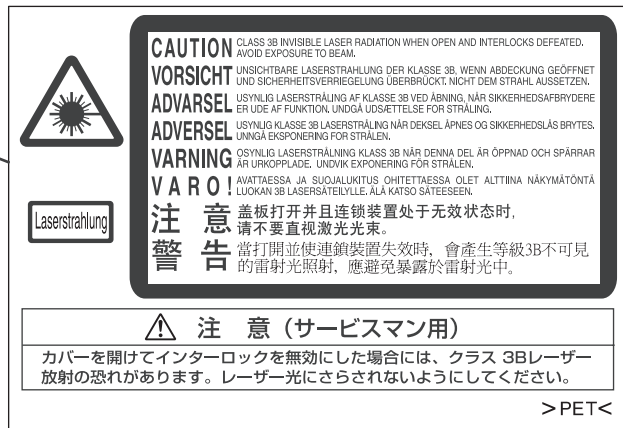 CAUTION CLASS 3B INVISIBLE LASER RADIATION WHEN OPEN AND INTERLOCKS DEFEATED.
AVOID EXPOSURE TO BEAM.
VORSICHT UNSICHTBARE LASERSTRAHLUNG DER KLASSE 3B, WENN ABDECKUNG GEÖFFNET
UND SICHERHEITSVERRIEGELUNG ÜBERBRÜCKT. NICHT DEM STRAHL AUSSETZEN.
ADVARSEL USYNLIG LASERSTRÅLING AF KLASSE 3B VED ÅBNING, NÅR SIKKERHEDSAFBRYDERE
ER UDE AF FUNKTION. UNDGÅ UDSÆTTELSE FOR STRÅLING.
ADVERSEL USYNLIG KLASSE 3B LASERSTRÅLING NÅR DEKSEL ÅPNES OG SIKKERHEDSLÅS BRYTES.
UNNGÅ EKSPONERING FOR STRÅLEN.
VARNING OSYNLIG LASERSTRÅLNING KLASS 3B NÄR DENNA DEL ÄR ÖPPNAD OCH SPÄRRAR
ÄR URKOPPLADE. UNDVIK EXPONERING FÖR STRÅLEN.
VARO! AVATTAESSA JA SUOJALUKITUS OHITETTAESSA OLET ALTTIINA NÄKYMÄTÖNTÄ
LUOKAN 3B LASERSÄTEILYLLE. ÄLÄ KATSO SÄTEESEEN.
注 意 盖板打开并且连锁装置处于无效状态时,
请不要直视激光光束。
警 告 當打開並使連鎖裝置失效時，會產生等級3B不可見
的雷射光照射，應避免暴露於雷射光中。
Laserstrahlung
注 意（サービスマン用）
カバーを開けてインターロックを無効にした場合には、クラス 3Bレーザー
放射の恐れがあります。レーザー光にさらされないようにしてください。
>PET<